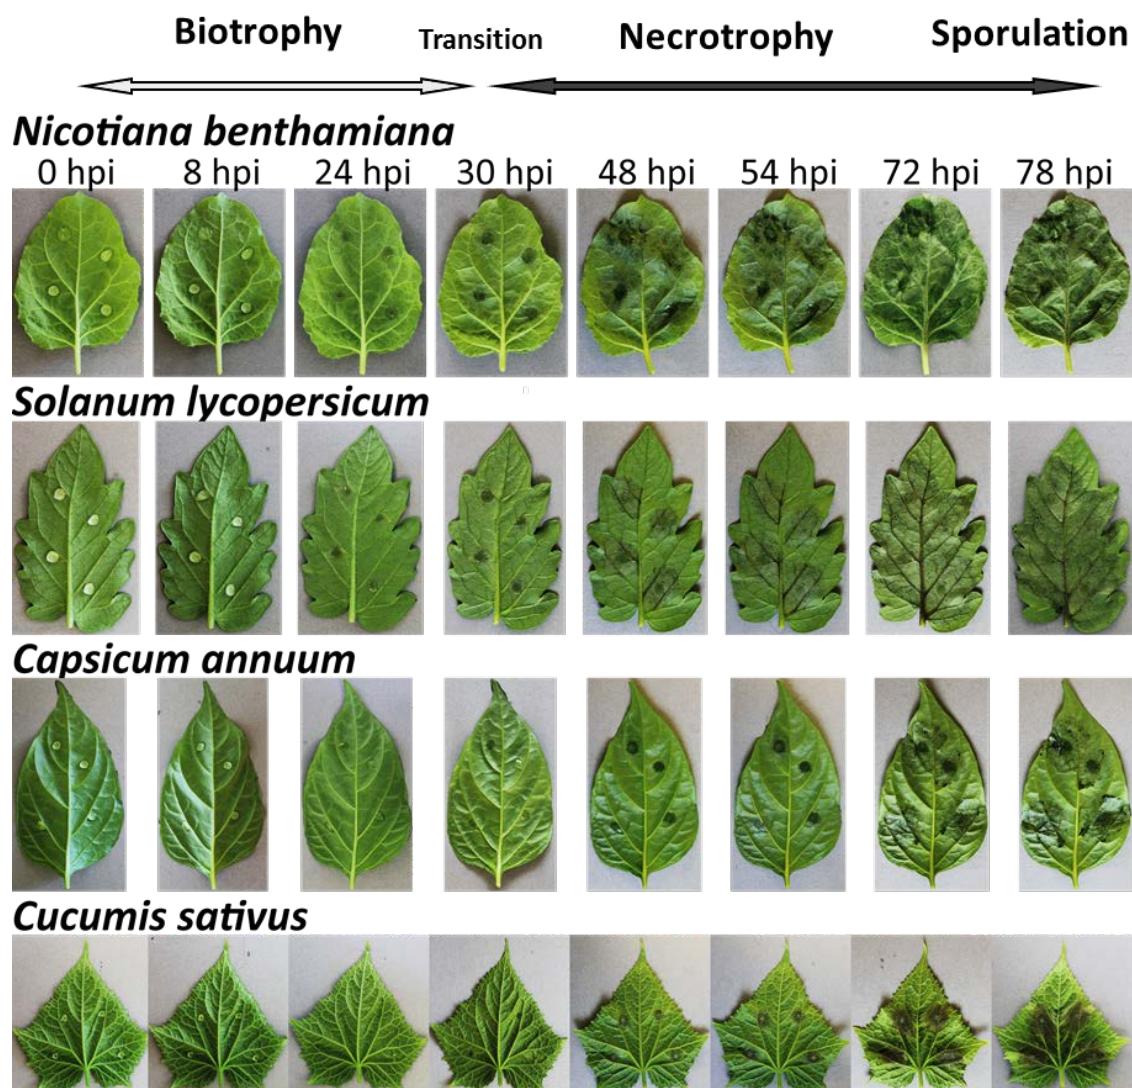 Biotrophy Transition Necrotrophy Sporulation
Nicotiana benthamiana
0 hpi 8 hpi 24 hpi 30 hpi 48 hpi 54 hpi 72 hpi 78 hpi
Solanum lycopersicum
Capsicum annuum
Cucumis sativus